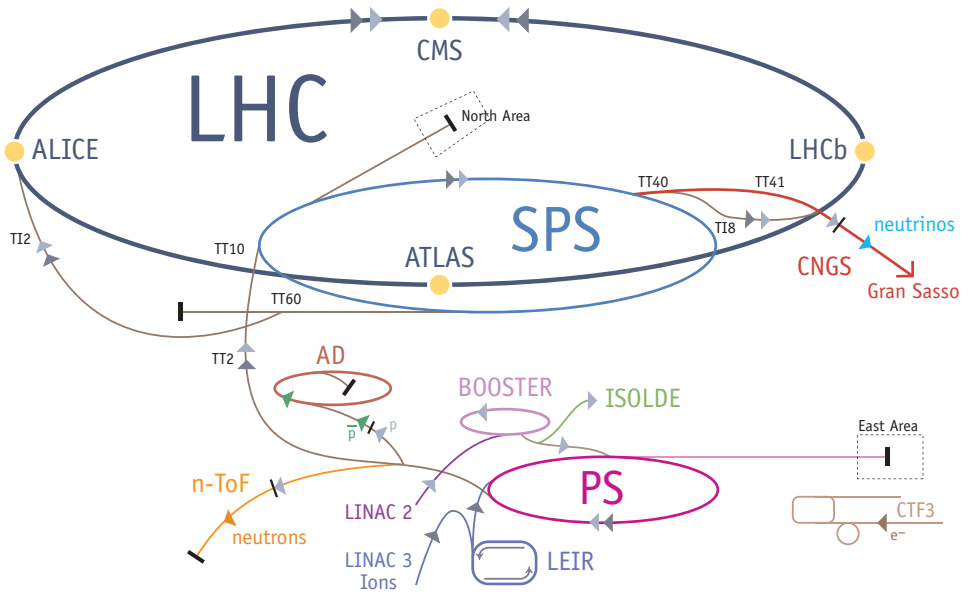 CMS
LHC
North Area
ALICE
LHCb
TT40
TT41
SPS
TI8
neutrinos
TI2
TT10
ATLAS
CNGS
Gran Sasso
TT60
TT2
AD
BOOSTER
ISOLDE
p̅
p
East Area
n-ToF
PS
LINAC 2
CTF3
neutrons
e⁻
LINAC 3
Ions
LEIR